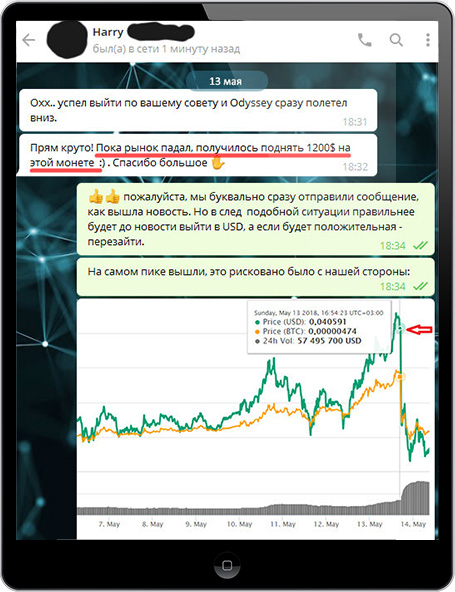 Harry
был(а) в сети 1 минуту назад
13 мая
Охх.. успел выйти по вашему совету и Odyssey сразу полетел
вниз.
18:31
Прям круто! Пока рынок падал, получилось поднять 1200$ на
этой монете :) . Спасибо большое ✋
18:32
👍👍 пожалуйста, мы буквально сразу отправили сообщение,
как вышла новость. Но в след подобной ситуации правильнее
будет до новости выйти в USD, а если будет положительная -
перезайти.
18:34
На самом пике вышли, это рисковано было с нашей стороны:
18:34
Sunday, May 13 2018, 16:54:23 UTC+03:00
Price (USD): 0,040591
Price (BTC): 0,00000474
24h Vol: 57 495 700 USD
7. May 8. May 9. May 10. May 11. May 12. May 13. May 14. May